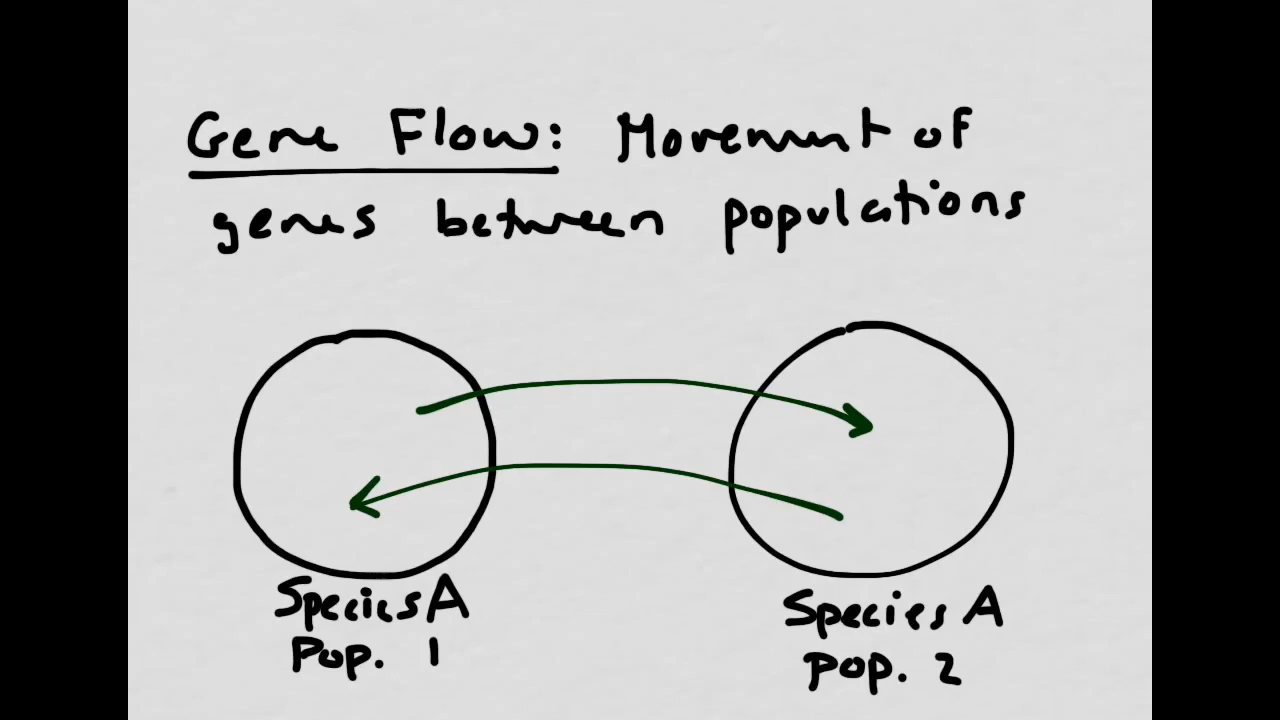 Gene Flow: Movement of
genes between populations
Species A
Pop. 1
Species A
Pop. 2